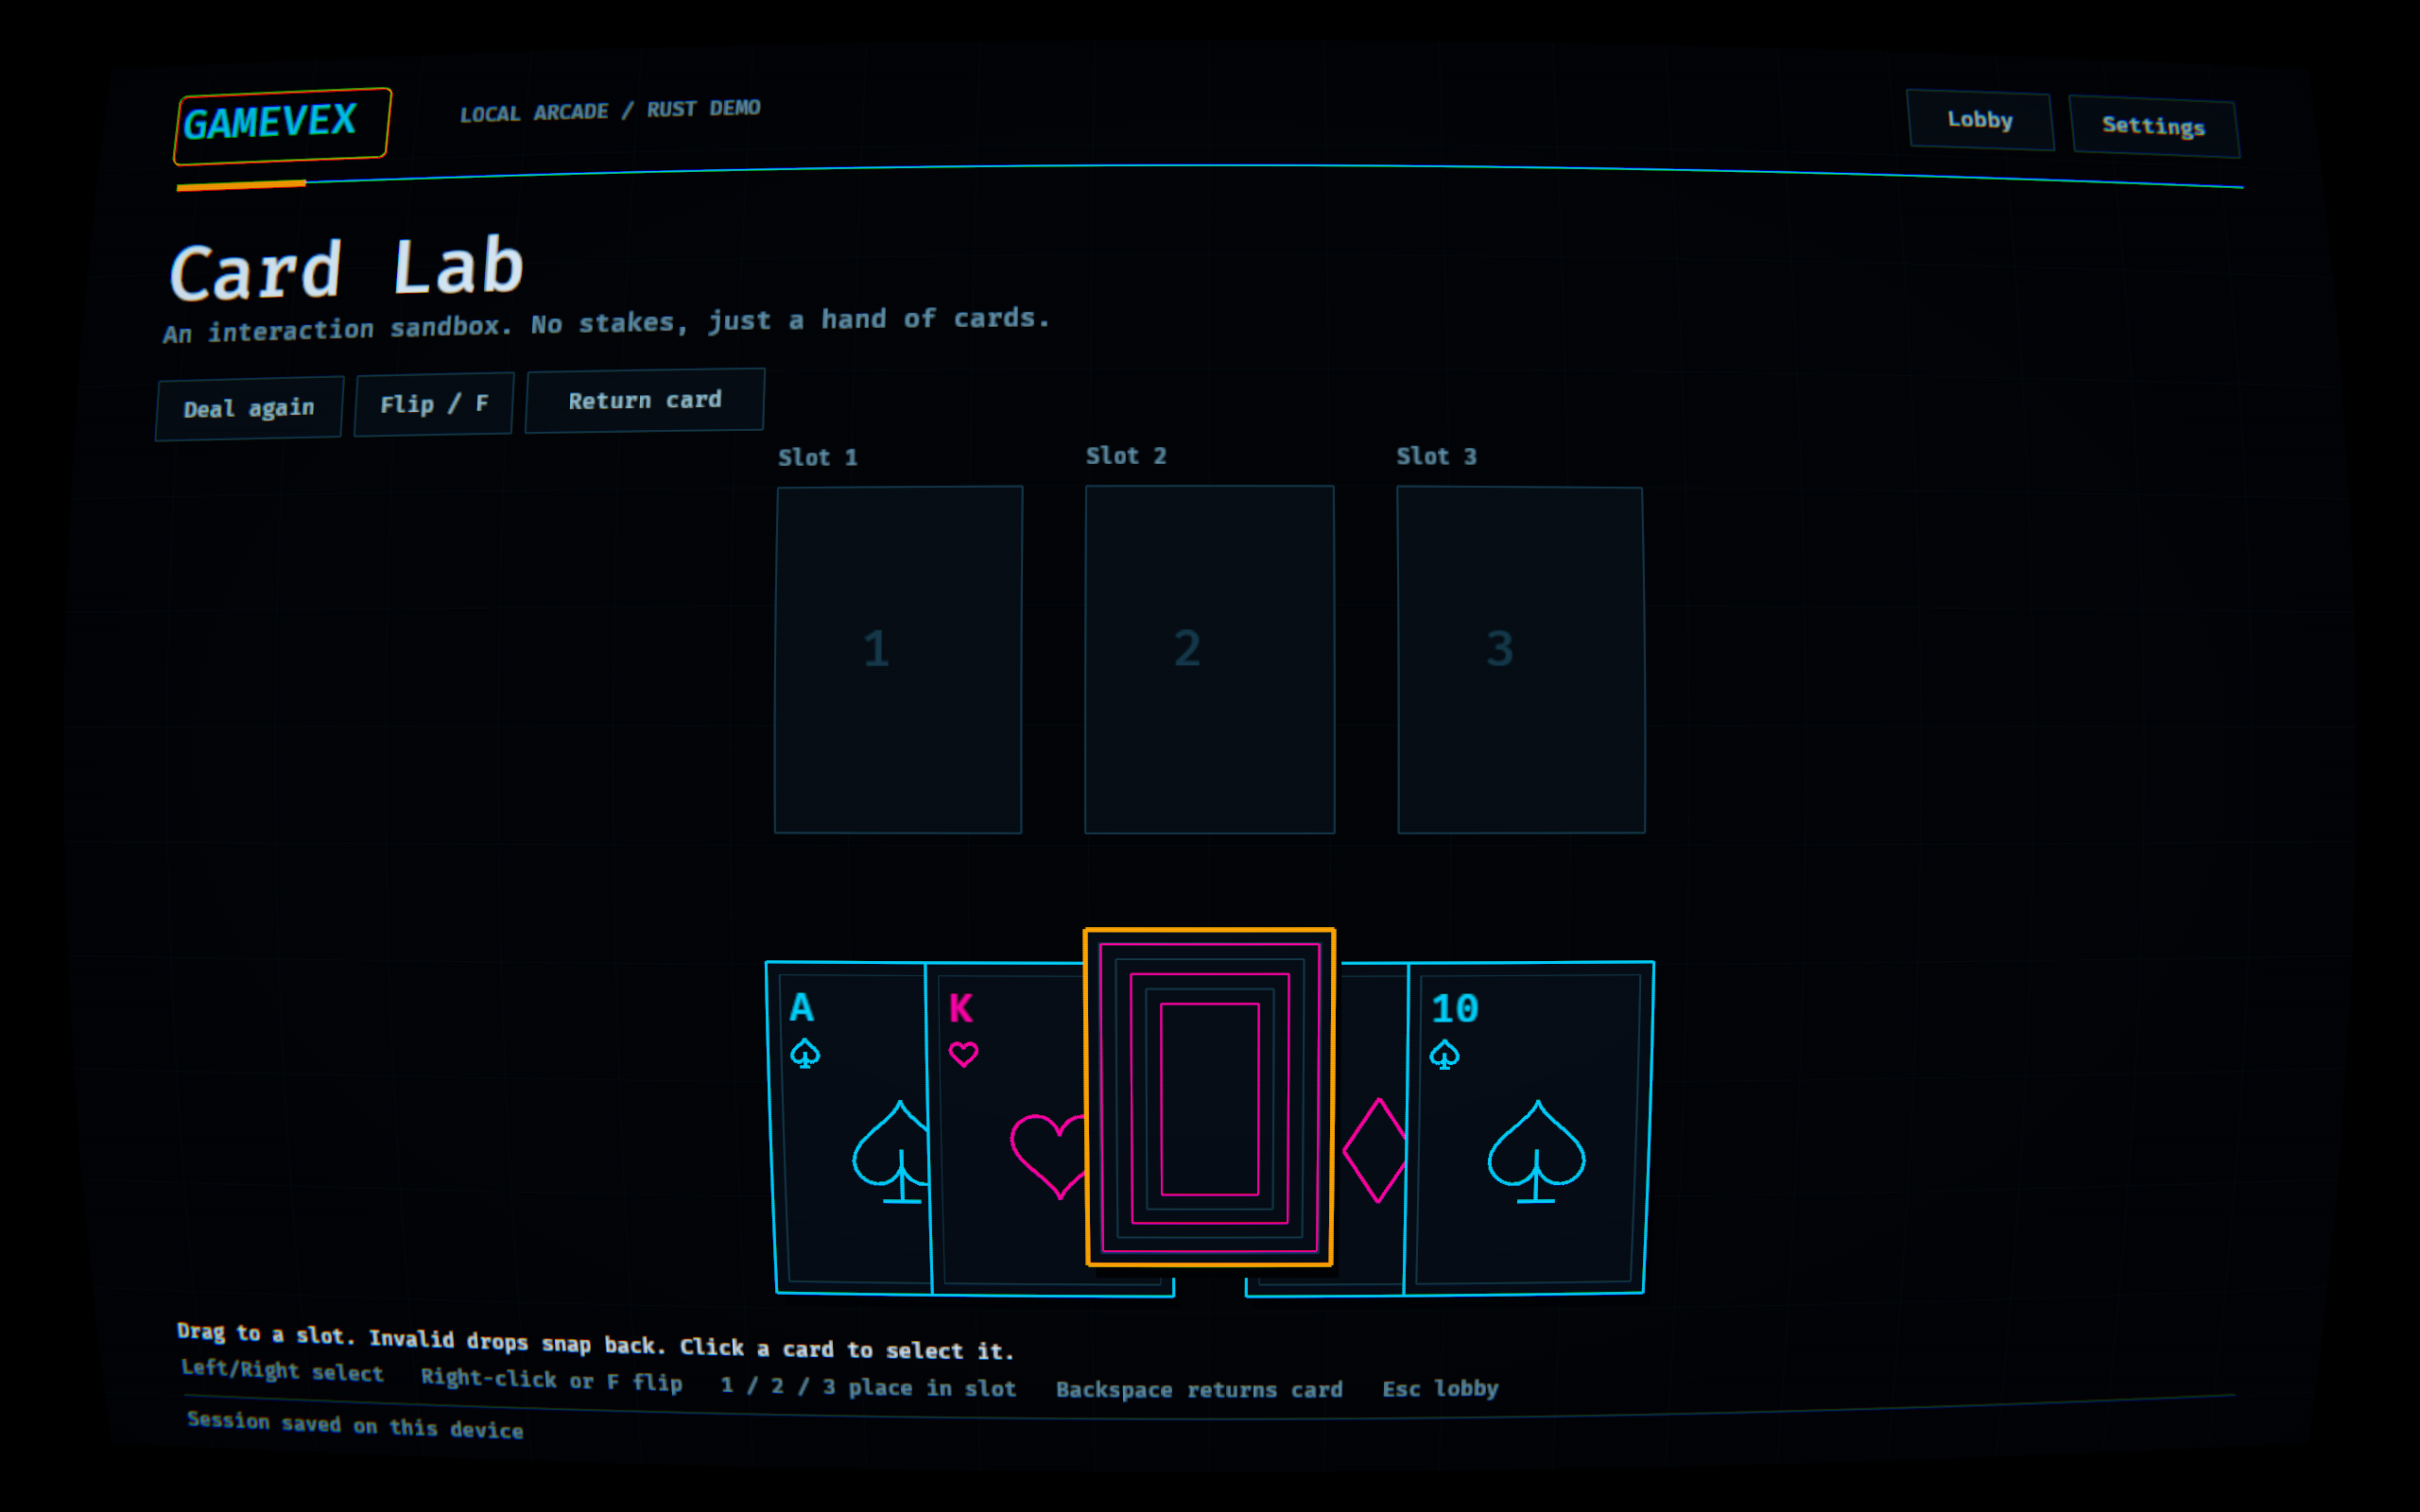 GAMEVEX
LOCAL ARCADE / RUST DEMO
Lobby
Settings
Card Lab
An interaction sandbox. No stakes, just a hand of cards.
Deal again
Flip / F
Return card
Slot 1
Slot 2
Slot 3
1
2
3
A
K
10
Drag to a slot. Invalid drops snap back. Click a card to select it.
Left/Right select Right-click or F flip 1 / 2 / 3 place in slot Backspace returns card Esc lobby
Session saved on this device